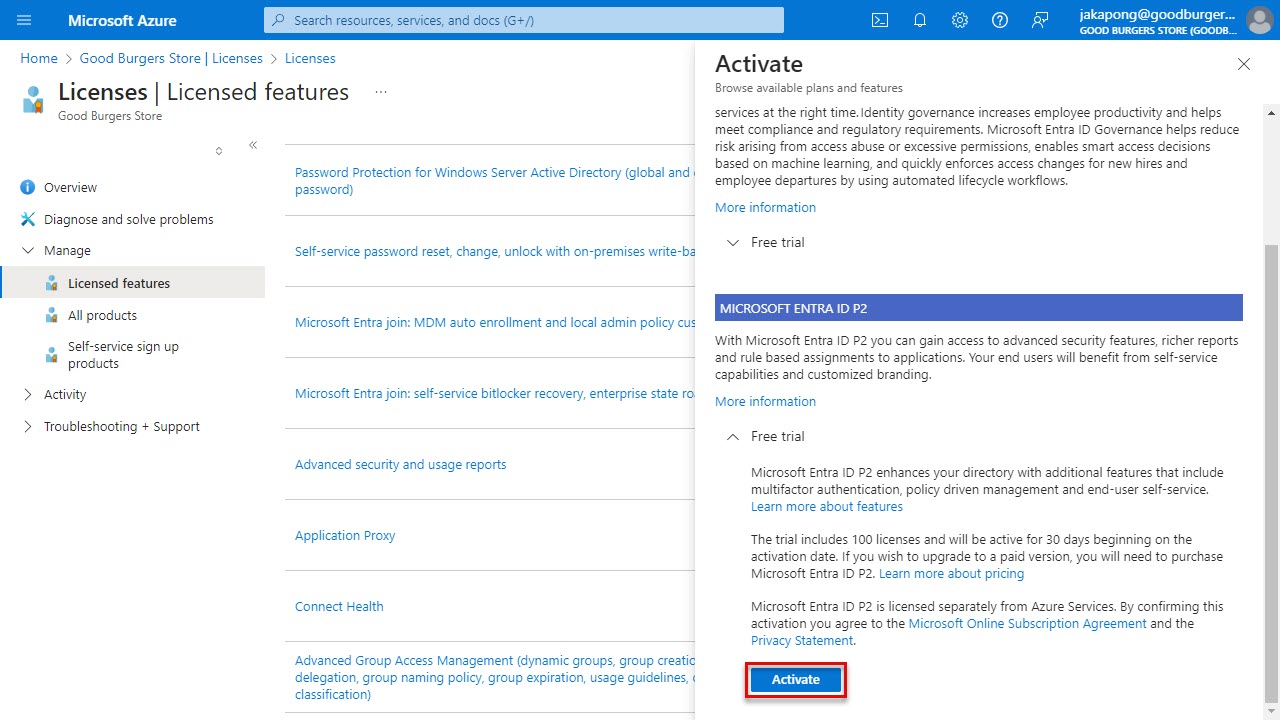 Microsoft Azure
Search resources, services, and docs (G+/)
jakapong@goodburger...
GOOD BURGERS STORE (GOODB...
Home > Good Burgers Store | Licenses > Licenses
Licenses | Licensed features ...
Good Burgers Store
Overview
Diagnose and solve problems
Manage
Licensed features
All products
Self-service sign up
products
Activity
Troubleshooting + Support
Password Protection for Windows Server Active Directory (global and
password)
Self-service password reset, change, unlock with on-premises write-ba
Microsoft Entra join: MDM auto enrollment and local admin policy cus
Microsoft Entra join: self-service bitlocker recovery, enterprise state ro
Advanced security and usage reports
Application Proxy
Connect Health
Advanced Group Access Management (dynamic groups, group creatio
delegation, group naming policy, group expiration, usage guidelines,
classification)
Activate
Browse available plans and features
services at the right time. Identity governance increases employee productivity and helps
meet compliance and regulatory requirements. Microsoft Entra ID Governance helps reduce
risk arising from access abuse or excessive permissions, enables smart access decisions
based on machine learning, and quickly enforces access changes for new hires and
employee departures by using automated lifecycle workflows.
More information
Free trial
MICROSOFT ENTRA ID P2
With Microsoft Entra ID P2 you can gain access to advanced security features, richer reports
and rule based assignments to applications. Your end users will benefit from self-service
capabilities and customized branding.
More information
Free trial
Microsoft Entra ID P2 enhances your directory with additional features that include
multifactor authentication, policy driven management and end-user self-service.
Learn more about features
The trial includes 100 licenses and will be active for 30 days beginning on the
activation date. If you wish to upgrade to a paid version, you will need to purchase
Microsoft Entra ID P2. Learn more about pricing
Microsoft Entra ID P2 is licensed separately from Azure Services. By confirming this
activation you agree to the Microsoft Online Subscription Agreement and the
Privacy Statement.
Activate